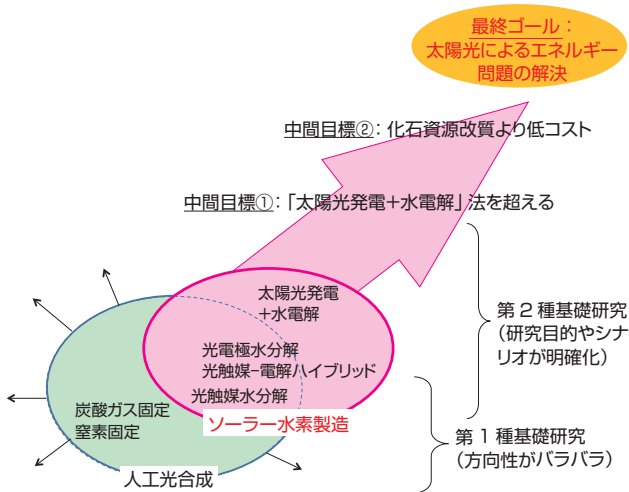 最終ゴール：
太陽光によるエネルギー
問題の解決
中間目標②：化石資源改質より低コスト
中間目標①：「太陽光発電＋水電解」法を超える
太陽光発電
＋水電解
光電極水分解
光触媒−電解ハイブリッド
光触媒水分解
ソーラー水素製造
炭酸ガス固定
窒素固定
人工光合成
第２種基礎研究
（研究目的やシナ
リオが明確化）
第１種基礎研究
（方向性がバラバラ）